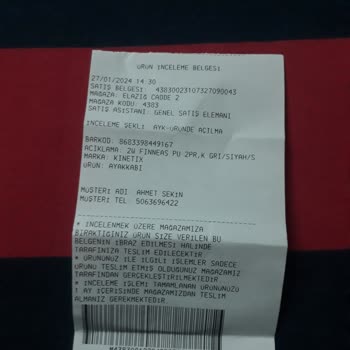 ÜRÜN İNCELEME BELGESİ
27/01/2024 14:30
SATIŞ BELGESİ: 43830023107327090043
MAĞAZA: ELAZIĞ CADDE 2
MAĞAZA KODU: 4383
SATIŞ ASİSTANI: GENEL SATIŞ ELEMANI
İNCELEME ŞEKLİ: AYK-ÜRÜNDE AÇILMA
BARKOD: 8683398449167
AÇIKLAMA: 2W FINNEAS PU 2PR.K GRI/SIYAH/S
MARKA: KINETIX
ÜRÜN: AYAKKABI
MÜŞTERİ ADI AHMET SEKİN
MÜŞTERİ TEL 5063696422
* İNCELENMEK ÜZERE MAĞAZAMIZA
BIRAKTIĞINIZ ÜRÜN SİZE VERİLEN BU
BELGENİN İBRAZ EDİLMESİ HALİNDE
TARAFINIZA TESLİM EDİLECEKTİR
* ÜRÜNÜNÜZ İLE İLGİLİ İŞLEMLER SADECE
ÜRÜNÜ TESLİM ETMİŞ OLDUĞUNUZ MAĞAZAMIZ
TARAFINDAN GERÇEKLEŞTİRİLMEKTEDİR
* İNCELEME İŞLEMİ TAMAMLANAN ÜRÜNÜNÜZÜ
1 AY İÇERİSİNDE MAĞAZAMIZDAN TESLİM
ALMANIZ GEREKMEKTEDİR